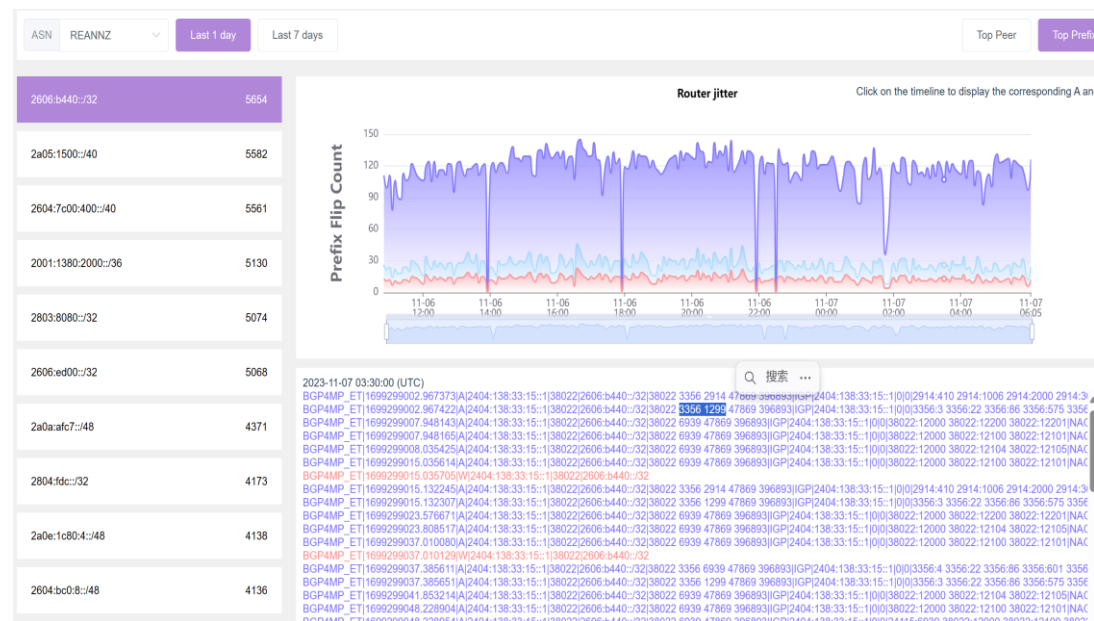 ASN REANNZ Last 1 day Last 7 days Top Peer Top Prefix
2606:b440::/32 5654
2a05:1500::/40 5582
2604:7c00:400::/40 5561
2001:1380:2000::/36 5130
2803:8080::/32 5074
2606:ed00::/32 5068
2a0a:afc7::/48 4371
2804:fdc::/32 4173
2a0e:1c80:4::/48 4138
2604:bc0:8::/48 4136
Router jitter
Click on the timeline to display the corresponding A an
Prefix Flip Count
150
120
90
60
30
0
11-06 12:00
11-06 14:00
11-06 16:00
11-06 18:00
11-06 20:00
11-06 22:00
11-07 00:00
11-07 02:00
11-07 04:00
11-07 06:05
搜索 ···
2023-11-07 03:30:00 (UTC)
BGP4MP_ET|1699299002.967373|A|2404:138:33:15::1|38022|2606:b440::/32|38022 3356 2914 47869 396893|IGP|2404:138:33:15::1|0|0|2914:410 2914:1006 2914:2000 2914:3
BGP4MP_ET|1699299002.967422|A|2404:138:33:15::1|38022|2606:b440::/32|38022 3356 1299 47869 396893|IGP|2404:138:33:15::1|0|0|3356:3 3356:22 3356:86 3356:575 3356
BGP4MP_ET|1699299007.948143|A|2404:138:33:15::1|38022|2606:b440::/32|38022 6939 47869 396893|IGP|2404:138:33:15::1|0|0|38022:12000 38022:12200 38022:12201|NAG
BGP4MP_ET|1699299007.948165|A|2404:138:33:15::1|38022|2606:b440::/32|38022 6939 47869 396893|IGP|2404:138:33:15::1|0|0|38022:12000 38022:12100 38022:12101|NAG
BGP4MP_ET|1699299008.035425|A|2404:138:33:15::1|38022|2606:b440::/32|38022 6939 47869 396893|IGP|2404:138:33:15::1|0|0|38022:12000 38022:12104 38022:12105|NAG
BGP4MP_ET|1699299015.035614|A|2404:138:33:15::1|38022|2606:b440::/32|38022 6939 47869 396893|IGP|2404:138:33:15::1|0|0|38022:12000 38022:12100 38022:12101|NAG
BGP4MP_ET|1699299015.035705|W|2404:138:33:15::1|38022|2606:b440::/32
BGP4MP_ET|1699299015.132245|A|2404:138:33:15::1|38022|2606:b440::/32|38022 3356 2914 47869 396893|IGP|2404:138:33:15::1|0|0|2914:410 2914:1006 2914:2000 2914:3
BGP4MP_ET|1699299015.132307|A|2404:138:33:15::1|38022|2606:b440::/32|38022 3356 1299 47869 396893|IGP|2404:138:33:15::1|0|0|3356:3 3356:22 3356:86 3356:575 3356
BGP4MP_ET|1699299023.576671|A|2404:138:33:15::1|38022|2606:b440::/32|38022 6939 47869 396893|IGP|2404:138:33:15::1|0|0|38022:12000 38022:12200 38022:12201|NAG
BGP4MP_ET|1699299023.808517|A|2404:138:33:15::1|38022|2606:b440::/32|38022 6939 47869 396893|IGP|2404:138:33:15::1|0|0|38022:12000 38022:12104 38022:12105|NAG
BGP4MP_ET|1699299037.010080|A|2404:138:33:15::1|38022|2606:b440::/32|38022 6939 47869 396893|IGP|2404:138:33:15::1|0|0|38022:12000 38022:12100 38022:12101|NAG
BGP4MP_ET|1699299037.010129|W|2404:138:33:15::1|38022|2606:b440::/32
BGP4MP_ET|1699299037.385611|A|2404:138:33:15::1|38022|2606:b440::/32|38022 3356 6939 47869 396893|IGP|2404:138:33:15::1|0|0|3356:4 3356:22 3356:86 3356:601 3356
BGP4MP_ET|1699299037.385651|A|2404:138:33:15::1|38022|2606:b440::/32|38022 3356 1299 47869 396893|IGP|2404:138:33:15::1|0|0|3356:3 3356:22 3356:86 3356:575 3356
BGP4MP_ET|1699299041.853214|A|2404:138:33:15::1|38022|2606:b440::/32|38022 6939 47869 396893|IGP|2404:138:33:15::1|0|0|38022:12000 38022:12104 38022:12105|NAG
BGP4MP_ET|1699299048.228904|A|2404:138:33:15::1|38022|2606:b440::/32|38022 6939 47869 396893|IGP|2404:138:33:15::1|0|0|38022:12000 38022:12100 38022:12101|NAG